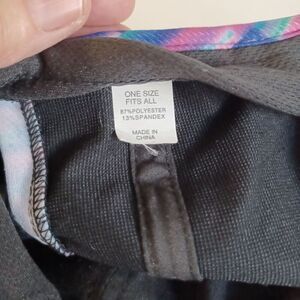 ONE SIZE
FITS ALL
87%POLYESTER
13%SPANDEX
MADE IN
CHINA